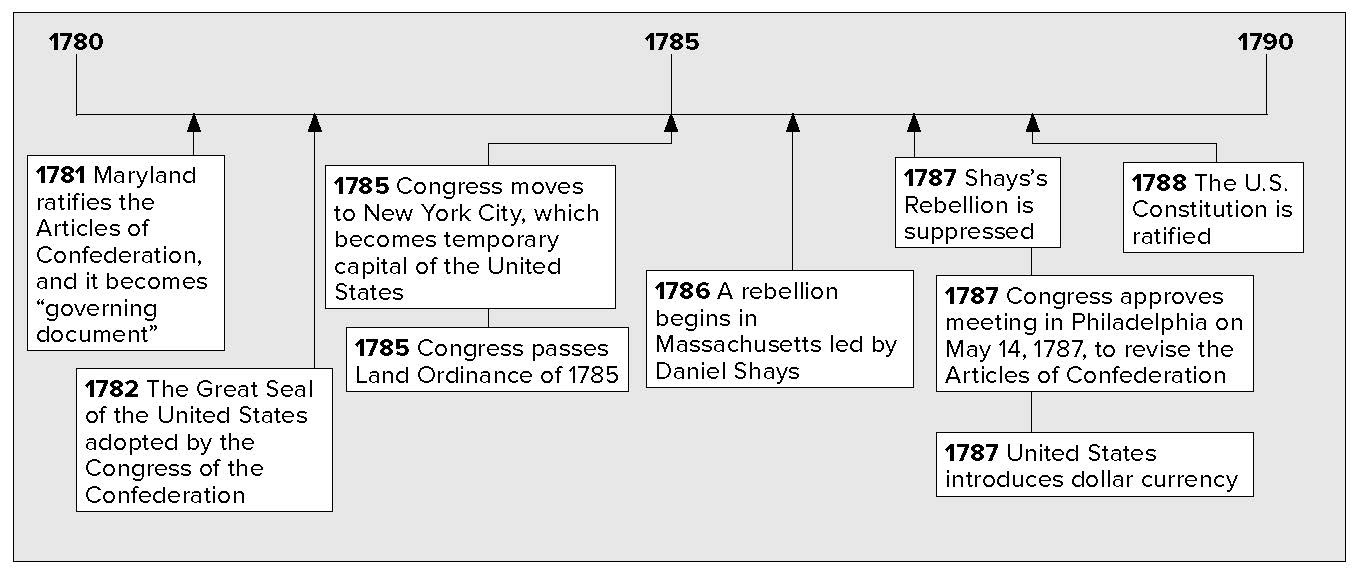 1780
1785
1790
1781 Maryland
ratifies the
Articles of
Confederation,
and it becomes
“governing
document”
1782 The Great Seal
of the United States
adopted by the
Congress of the
Confederation
1785 Congress moves
to New York City, which
becomes temporary
capital of the United
States
1785 Congress passes
Land Ordinance of 1785
1786 A rebellion
begins in
Massachusetts led by
Daniel Shays
1787 Shays’s
Rebellion is
suppressed
1787 Congress approves
meeting in Philadelphia on
May 14, 1787, to revise the
Articles of Confederation
1787 United States
introduces dollar currency
1788 The U.S.
Constitution is
ratified